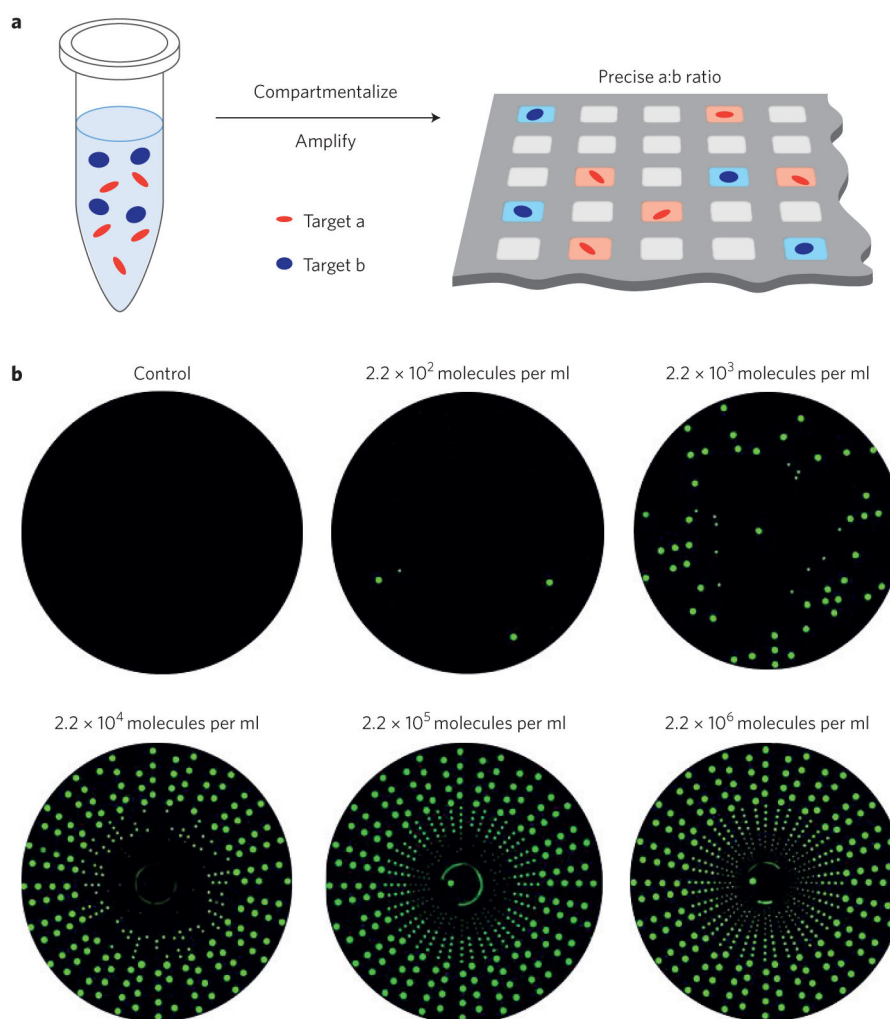 a
Compartmentalize
Amplify
Precise a:b ratio
Target a
Target b
b
Control
2.2 × 10² molecules per ml
2.2 × 10³ molecules per ml
2.2 × 10⁴ molecules per ml
2.2 × 10⁵ molecules per ml
2.2 × 10⁶ molecules per ml